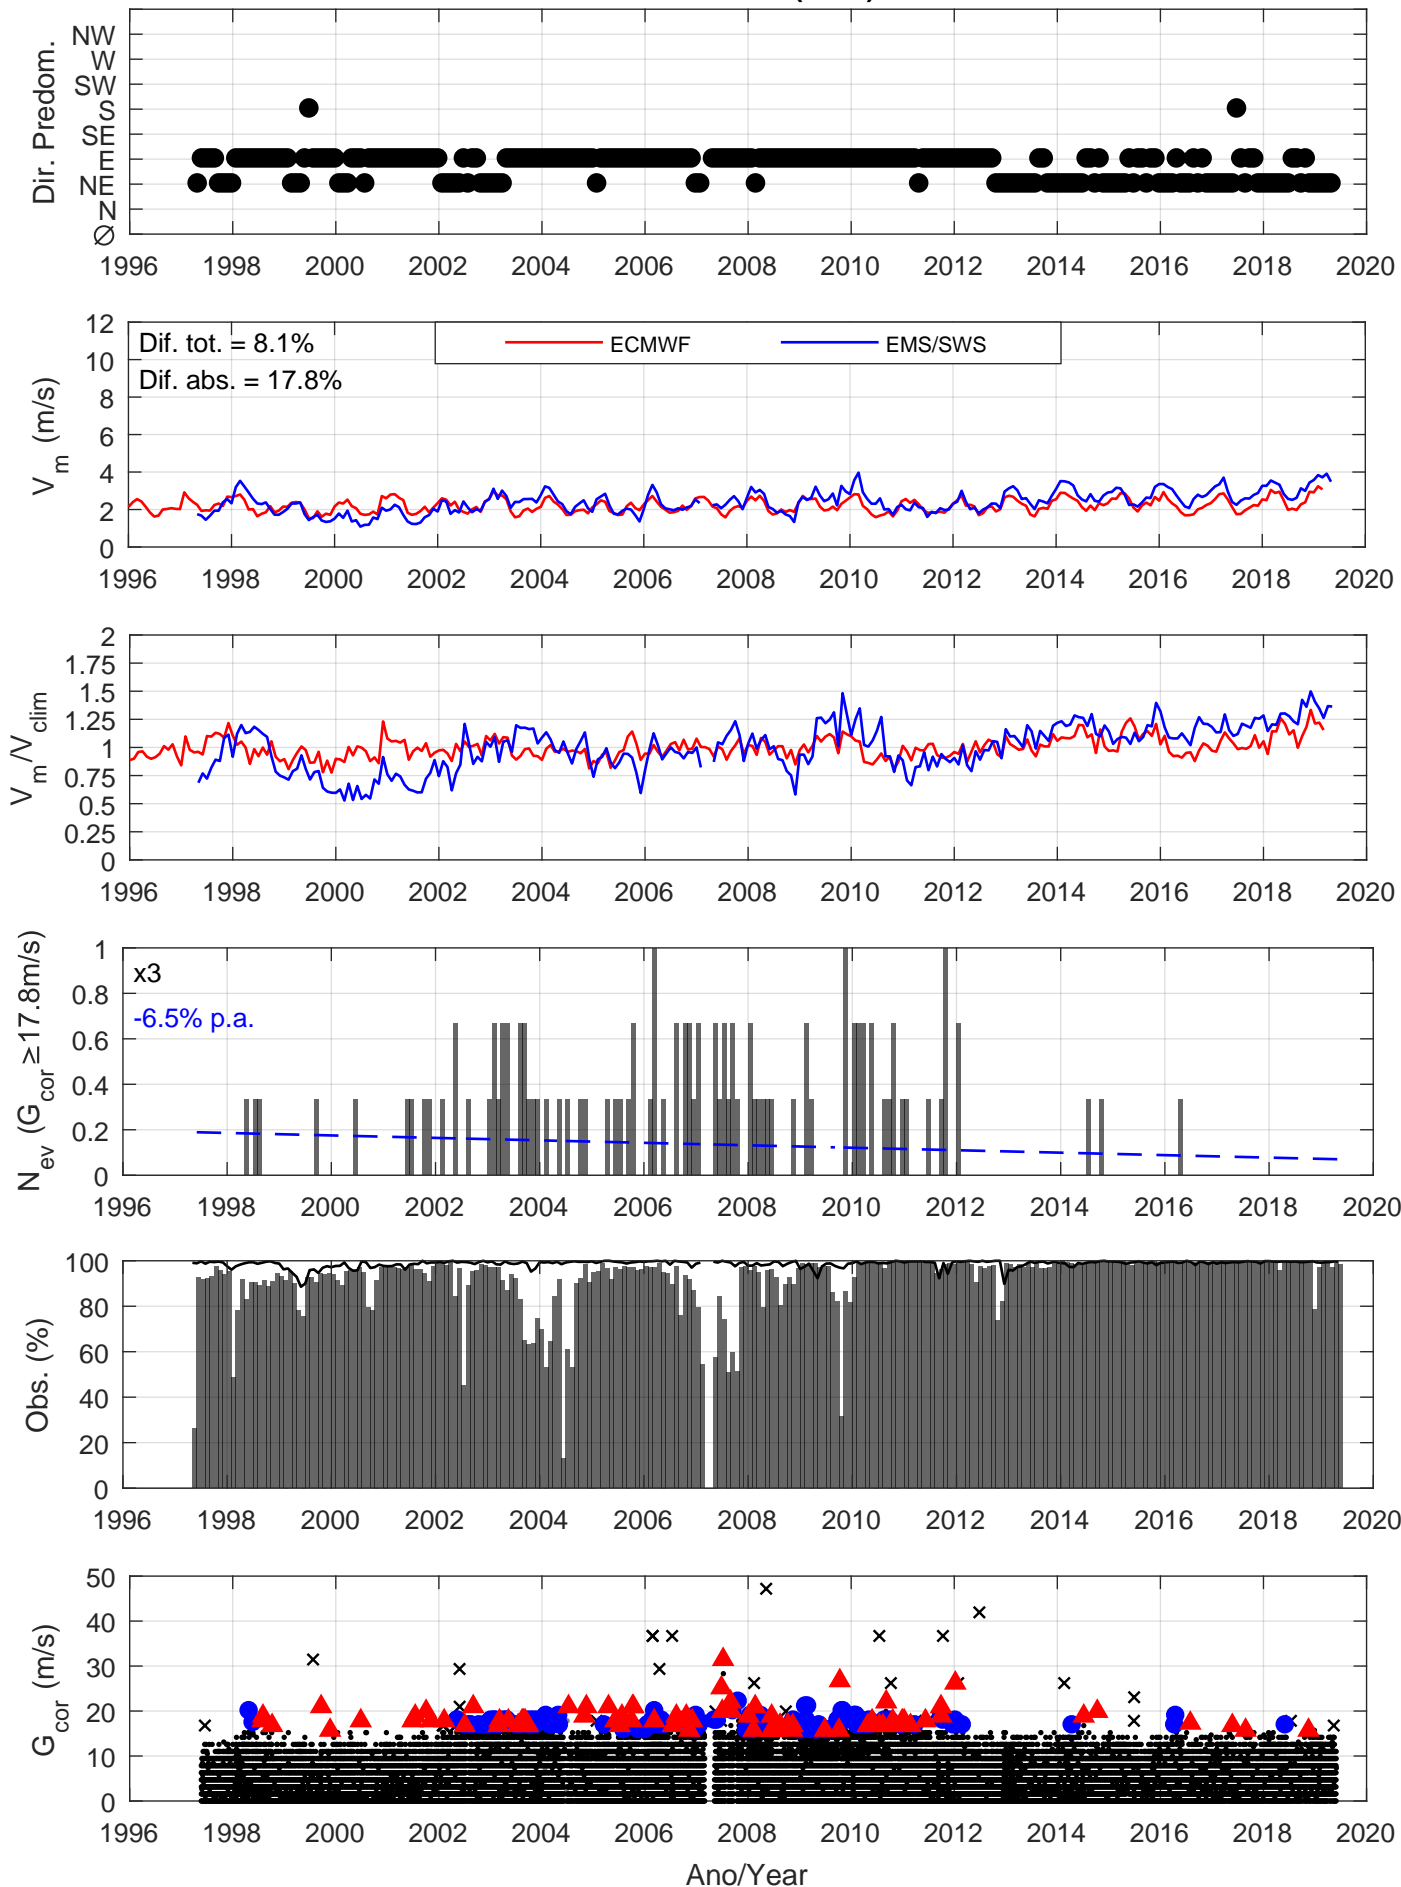 Dir. Predom.
NW
W
SW
S
SE
E
NE
N
∅
1996 1998 2000 2002 2004 2006 2008 2010 2012 2014 2016 2018 2020
V_m (m/s)
12
10
8
6
4
2
0
Dif. tot. = 8.1%
Dif. abs. = 17.8%
ECMWF EMS/SWS
1996 1998 2000 2002 2004 2006 2008 2010 2012 2014 2016 2018 2020
V_m/V_clim
2
1.75
1.5
1.25
1
0.75
0.5
0.25
0
1996 1998 2000 2002 2004 2006 2008 2010 2012 2014 2016 2018 2020
N_ev (G_cor ≥17.8m/s)
1
0.8
0.6
0.4
0.2
0
x3
-6.5% p.a.
1996 1998 2000 2002 2004 2006 2008 2010 2012 2014 2016 2018 2020
Obs. (%)
100
80
60
40
20
0
1996 1998 2000 2002 2004 2006 2008 2010 2012 2014 2016 2018 2020
G_cor (m/s)
50
40
30
20
10
0
1996 1998 2000 2002 2004 2006 2008 2010 2012 2014 2016 2018 2020
Ano/Year